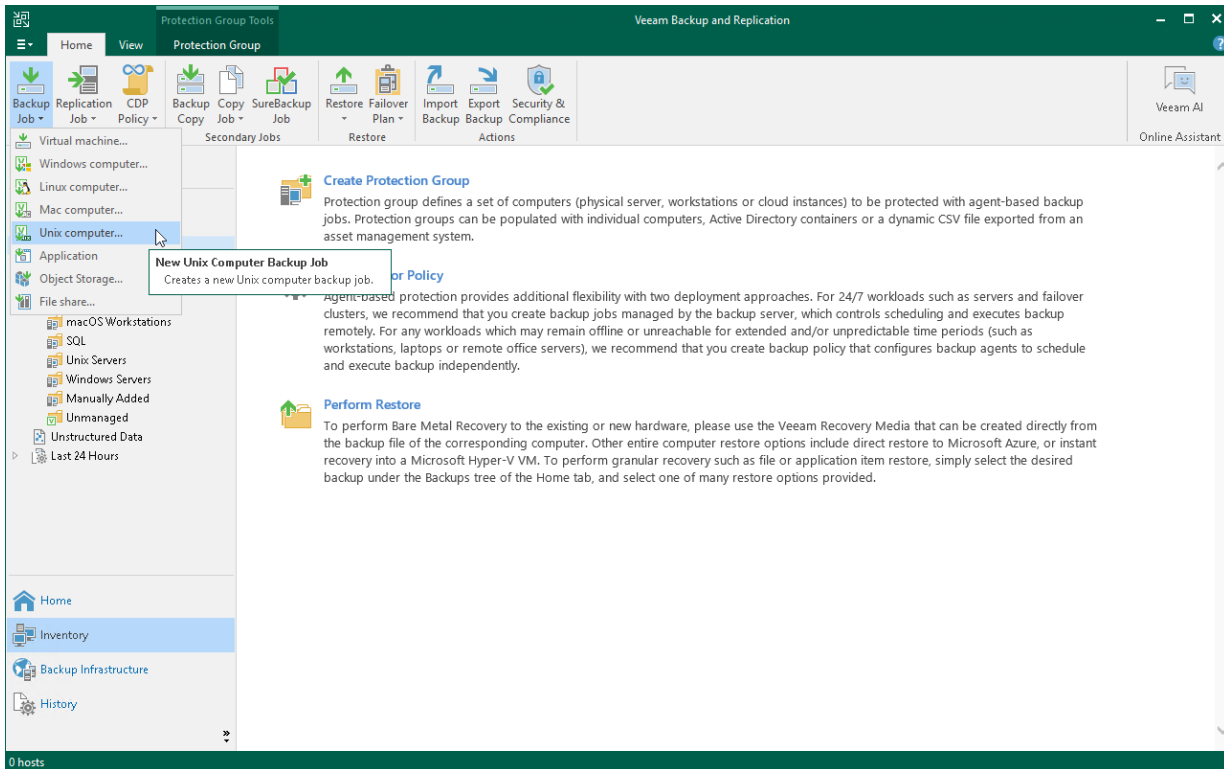 Protection Group Tools
Veeam Backup and Replication
Home
View
Protection Group
Backup Job
Replication Job
CDP Policy
Backup Copy
Copy Job
SureBackup Job
Restore
Failover Plan
Import Backup
Export Backup
Security & Compliance
Veeam AI
Secondary Jobs
Restore
Actions
Online Assistant
Virtual machine...
Windows computer...
Linux computer...
Mac computer...
Unix computer...
Application
Object Storage...
File share...
New Unix Computer Backup Job
Creates a new Unix computer backup job.
macOS Workstations
SQL
Unix Servers
Windows Servers
Manually Added
Unmanaged
Unstructured Data
Last 24 Hours
Home
Inventory
Backup Infrastructure
History
Create Protection Group
Protection group defines a set of computers (physical server, workstations or cloud instances) to be protected with agent-based backup
jobs. Protection groups can be populated with individual computers, Active Directory containers or a dynamic CSV file exported from an
asset management system.
or Policy
Agent-based protection provides additional flexibility with two deployment approaches. For 24/7 workloads such as servers and failover
clusters, we recommend that you create backup jobs managed by the backup server, which controls scheduling and executes backup
remotely. For any workloads which may remain offline or unreachable for extended and/or unpredictable time periods (such as
workstations, laptops or remote office servers), we recommend that you create backup policy that configures backup agents to schedule
and execute backup independently.
Perform Restore
To perform Bare Metal Recovery to the existing or new hardware, please use the Veeam Recovery Media that can be created directly from
the backup file of the corresponding computer. Other entire computer restore options include direct restore to Microsoft Azure, or instant
recovery into a Microsoft Hyper-V VM. To perform granular recovery such as file or application item restore, simply select the desired
backup under the Backups tree of the Home tab, and select one of many restore options provided.
0 hosts